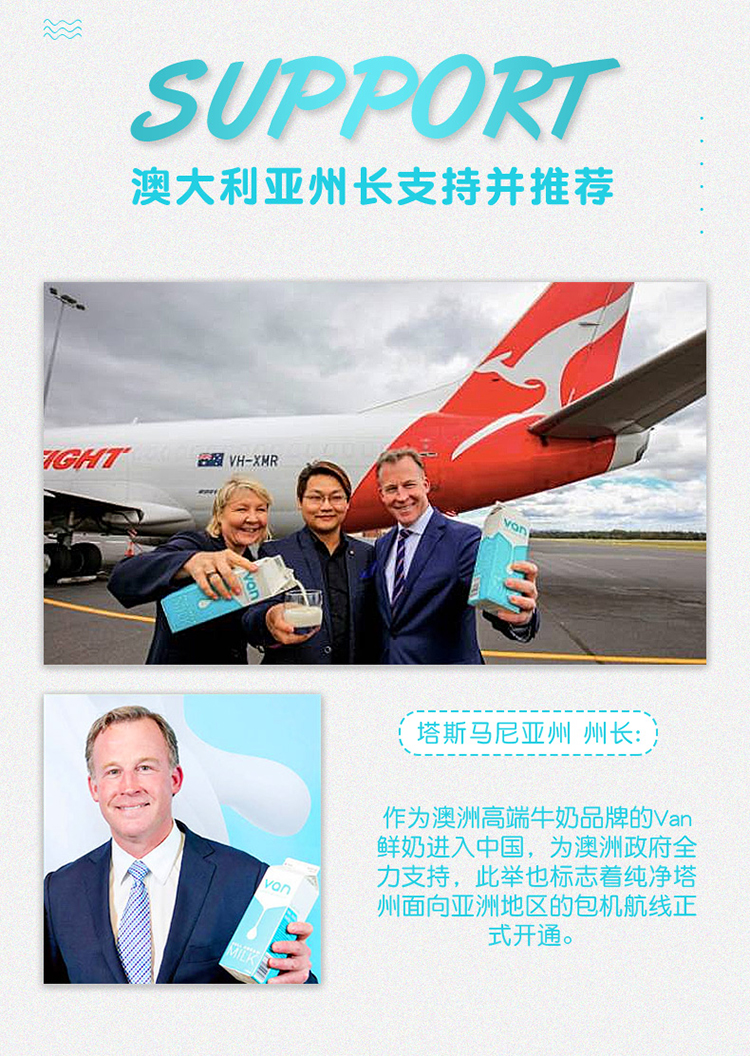 SUPPORT
澳大利亚州长支持并推荐
IGHT
VH-XMR
van
van
塔斯马尼亚州 州长:
作为澳洲高端牛奶品牌的Van
鲜奶进入中国，为澳洲政府全
力支持，此举也标志着纯净塔
州面向亚洲地区的包机航线正
式开通。
van
MILK